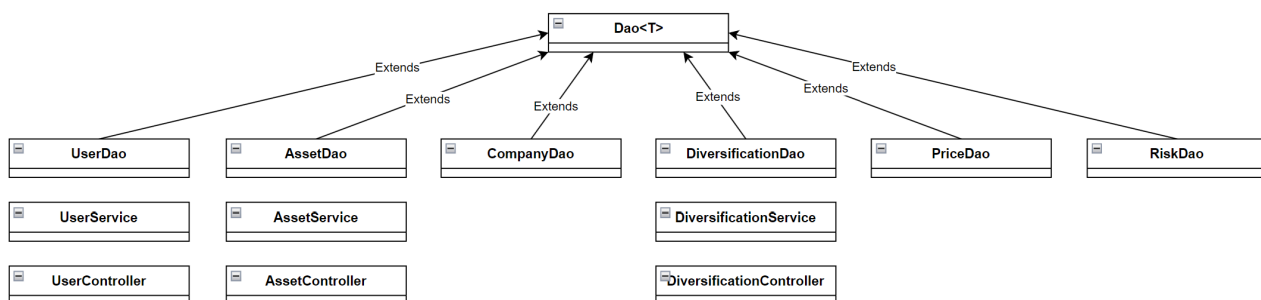 Dao<T>
Extends
Extends
Extends
Extends
Extends
Extends
UserDao
AssetDao
CompanyDao
DiversificationDao
PriceDao
RiskDao
UserService
AssetService
DiversificationService
UserController
AssetController
DiversificationController